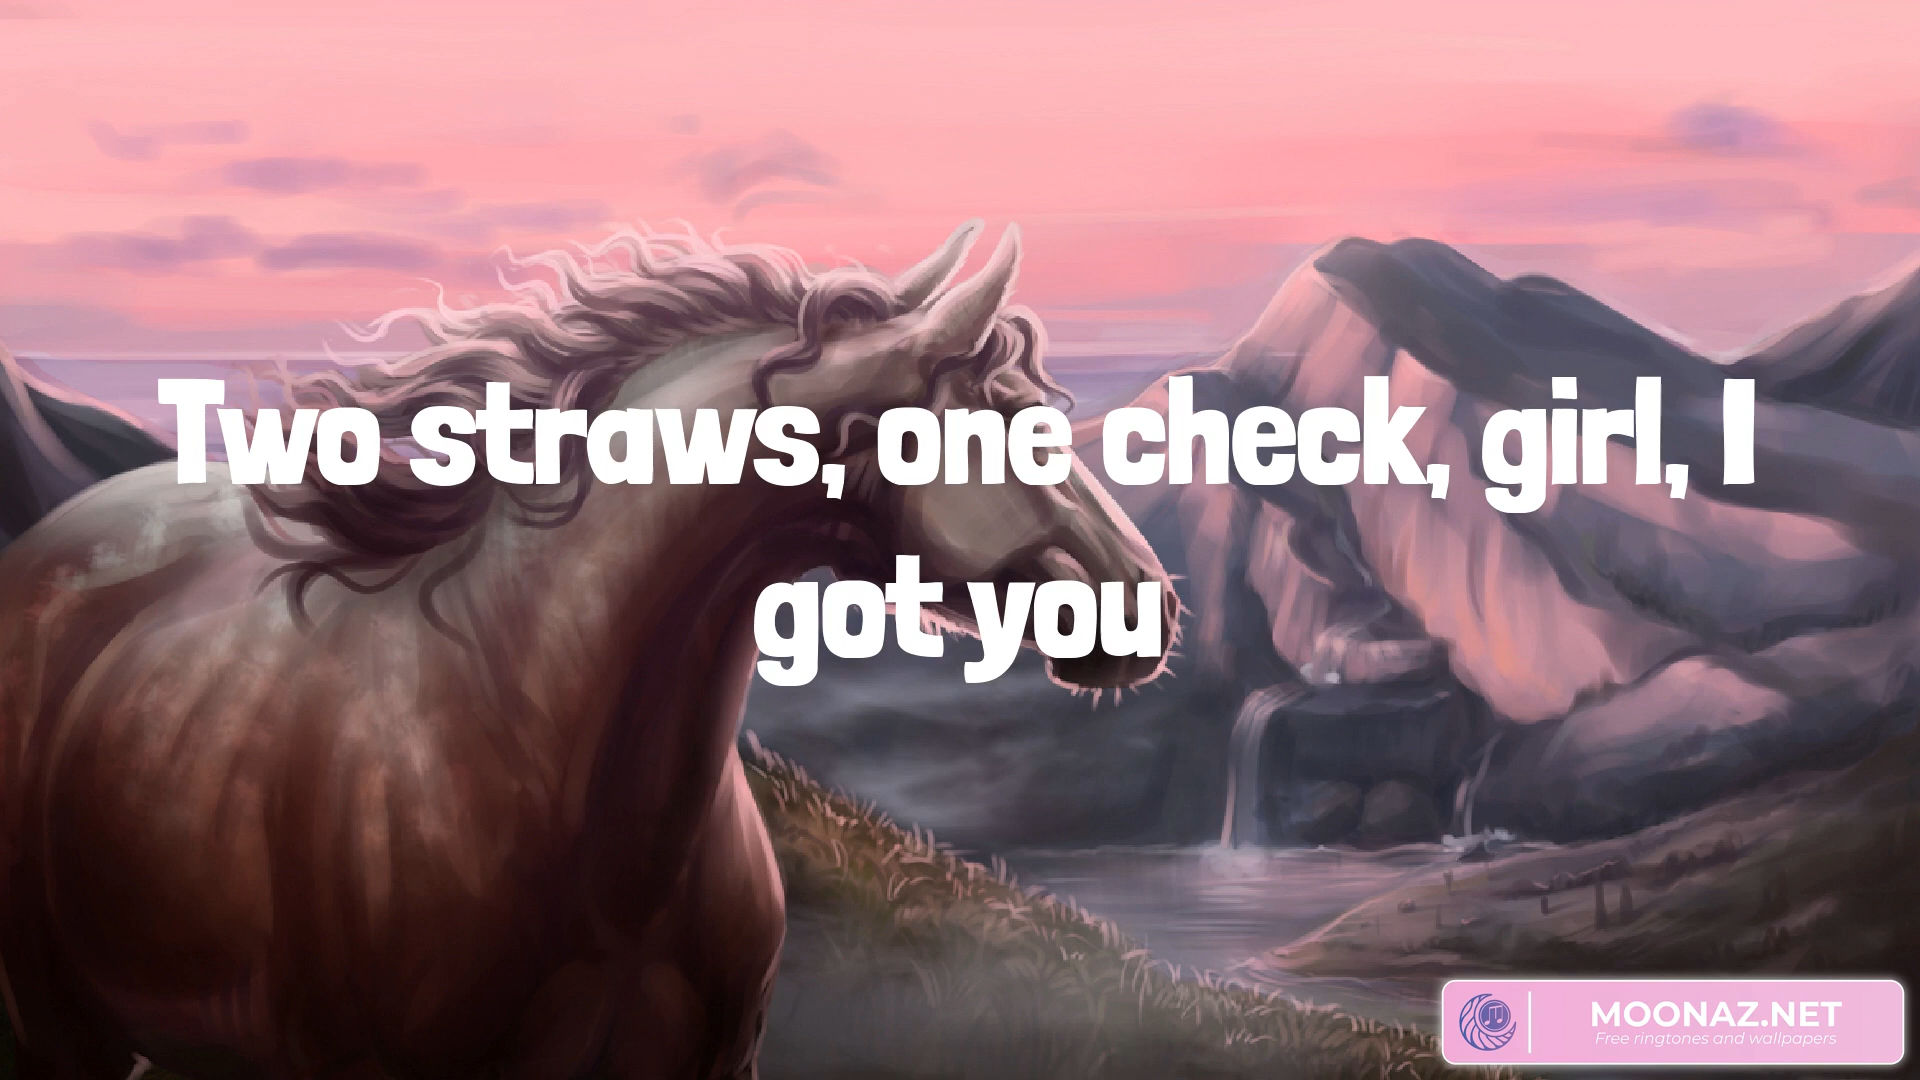 Two straws, one check, girl, I
got you
MOONAZ.NET
Free ringtones and wallpapers